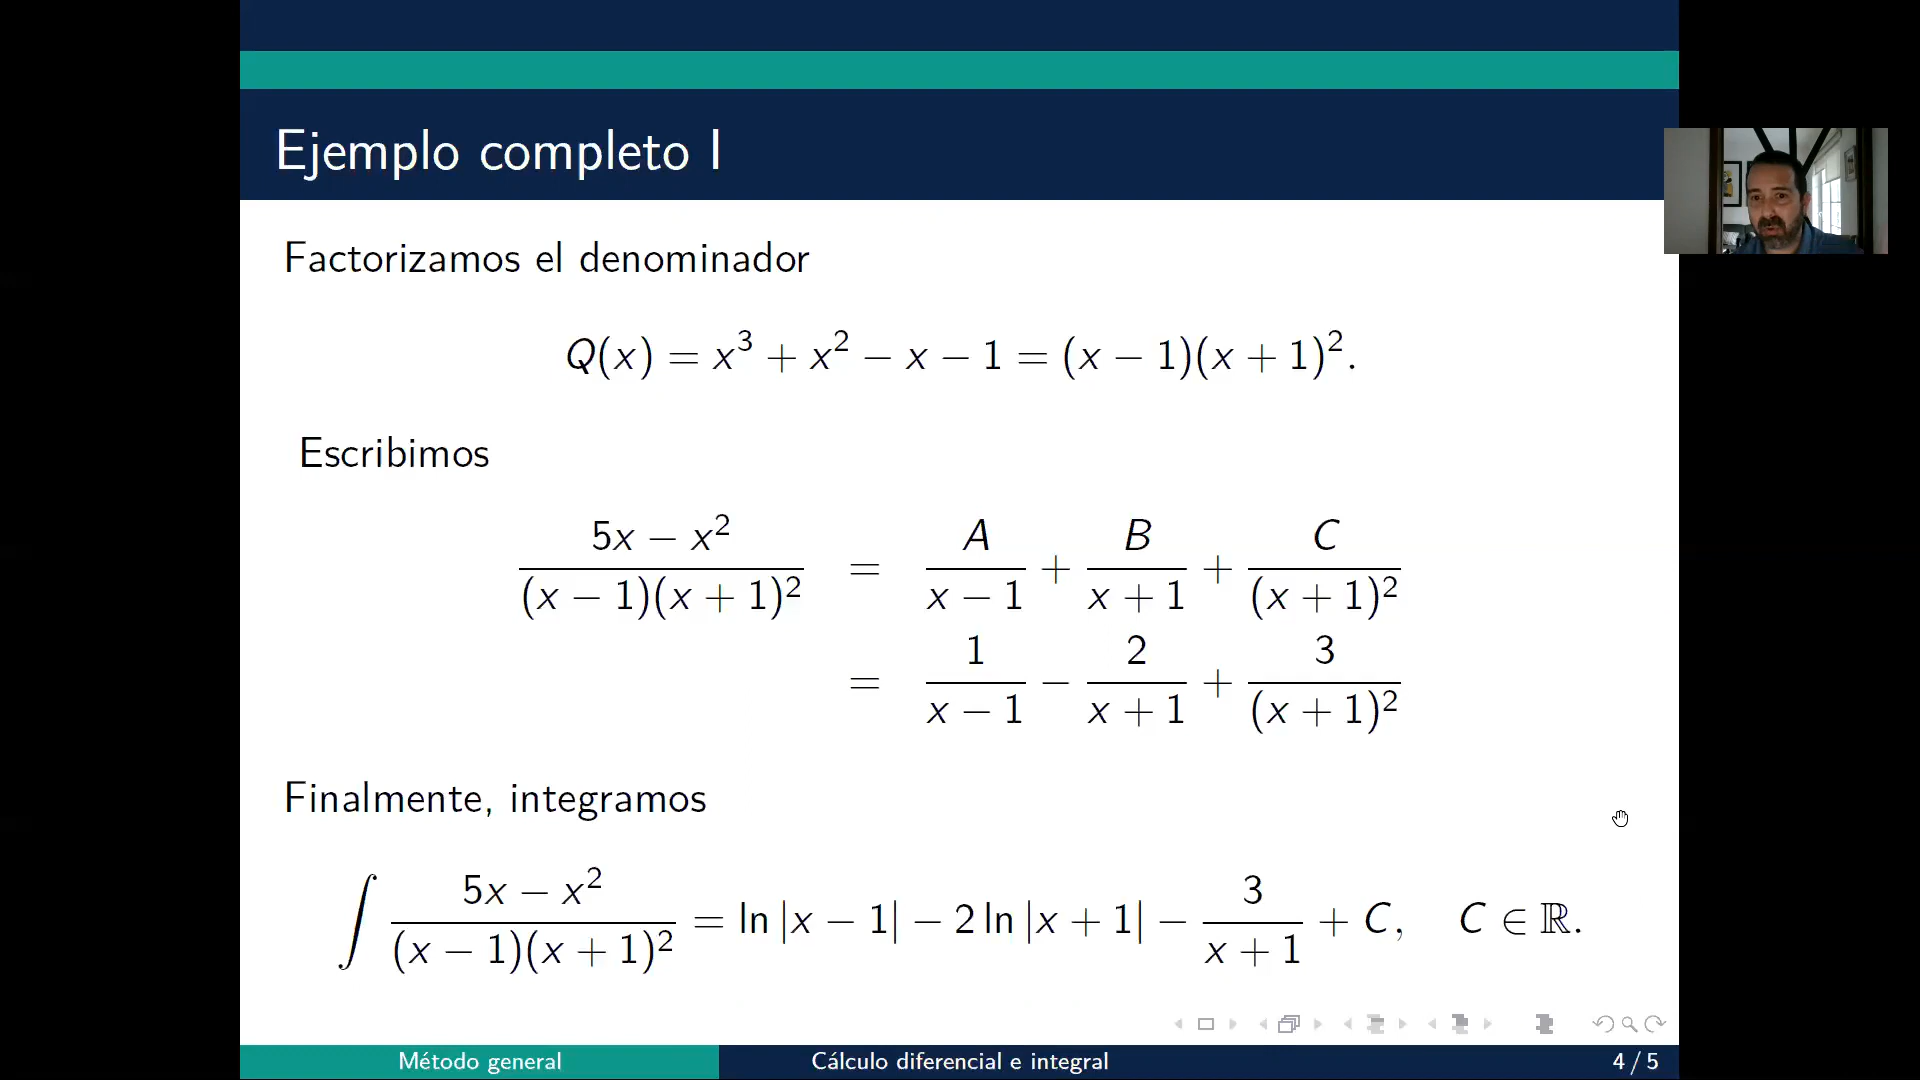 Ejemplo completo I
Factorizamos el denominador
Q(x) = x³ + x² − x − 1 = (x − 1)(x + 1)².
Escribimos
(5x − x²)/((x − 1)(x + 1)²) = A/(x − 1) + B/(x + 1) + C/(x + 1)²
= 1/(x − 1) − 2/(x + 1) + 3/(x + 1)²
Finalmente, integramos
∫ (5x − x²)/((x − 1)(x + 1)²) = ln |x − 1| − 2 ln |x + 1| − 3/(x + 1) + C, C ∈ ℝ.
Método general Cálculo diferencial e integral 4 / 5